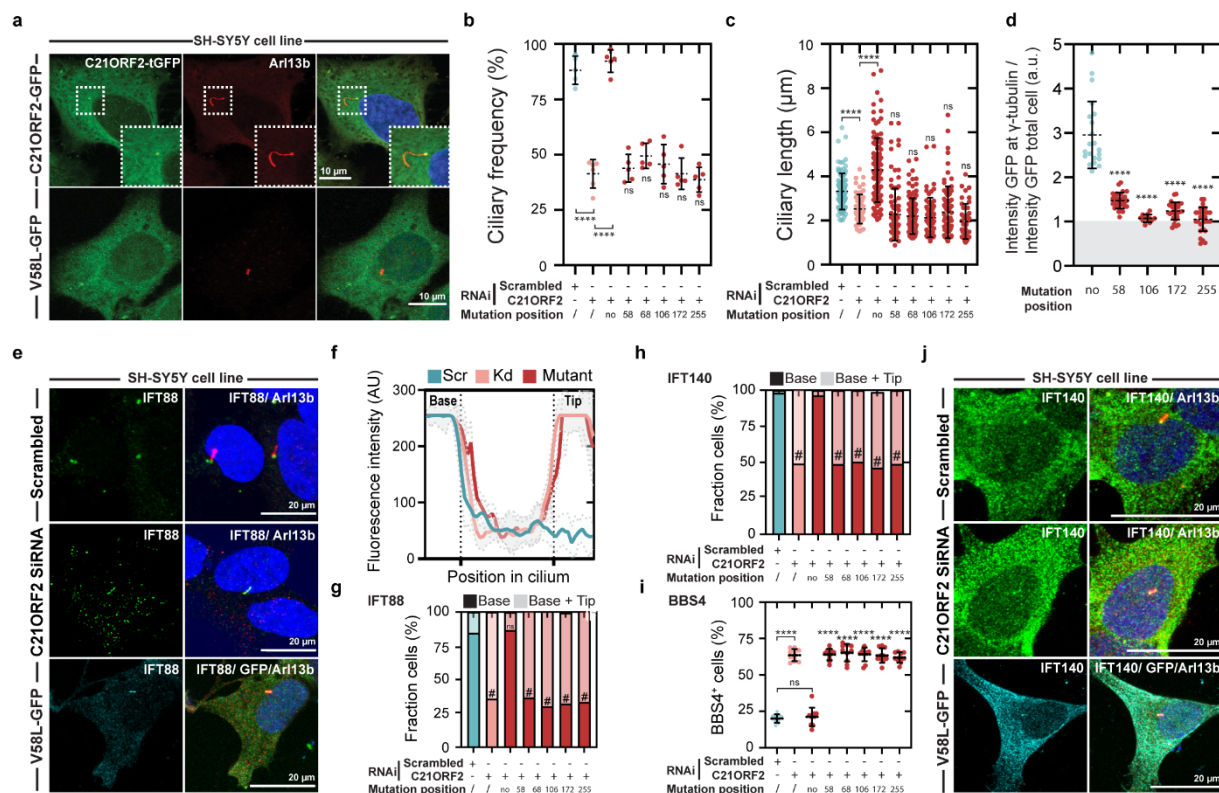 a
SH-SY5Y cell line
C21ORF2-tGFP
Arl13b
C21ORF2-GFP
10 µm
V58L-GFP
10 µm
b
Ciliary frequency (%)
100
75
50
25
0
****
****
ns
ns
ns
ns
ns
RNAi
Scrambled + - - - - - - -
C21ORF2 - + + + + + + +
Mutation position / / no 58 68 106 172 255
c
Ciliary length (µm)
10
8
6
4
2
0
****
****
ns
ns
ns
ns
ns
RNAi
Scrambled + - - - - - - -
C21ORF2 - + + + + + + +
Mutation position / / no 58 68 106 172 255
d
Intensity GFP at γ-tubulin /
Intensity GFP total cell (a.u.)
5
4
3
2
1
0
****
****
****
****
Mutation position
no 58 106 172 255
e
SH-SY5Y cell line
Scrambled
IFT88
IFT88/ Arl13b
20 µm
C21ORF2 SiRNA
IFT88
IFT88/ Arl13b
20 µm
V58L-GFP
IFT88
IFT88/ GFP/Arl13b
20 µm
f
Scr Kd Mutant
Fluorescence intensity (AU)
300
200
100
0
Base
Tip
Position in cilium
g
IFT88
Base Base + Tip
Fraction cells (%)
100
75
50
25
0
# ns # # # # #
RNAi
Scrambled + - - - - - - -
C21ORF2 - + + + + + + +
Mutation position / / no 58 68 106 172 255
h
IFT140
Base Base + Tip
Fraction cells (%)
100
75
50
25
0
# # # # # #
RNAi
Scrambled + - - - - - - -
C21ORF2 - + + + + + + +
Mutation position / / no 58 68 106 172 255
i
BBS4
BBS4⁺ cells (%)
100
75
50
25
0
****
ns
**** **** **** **** ****
RNAi
Scrambled + - - - - - - -
C21ORF2 - + + + + + + +
Mutation position / / no 58 68 106 172 255
j
SH-SY5Y cell line
Scrambled
IFT140
IFT140/ Arl13b
20 µm
C21ORF2 SiRNA
IFT140
IFT140/ Arl13b
20 µm
V58L-GFP
IFT140
IFT140/ GFP/Arl13b
20 µm